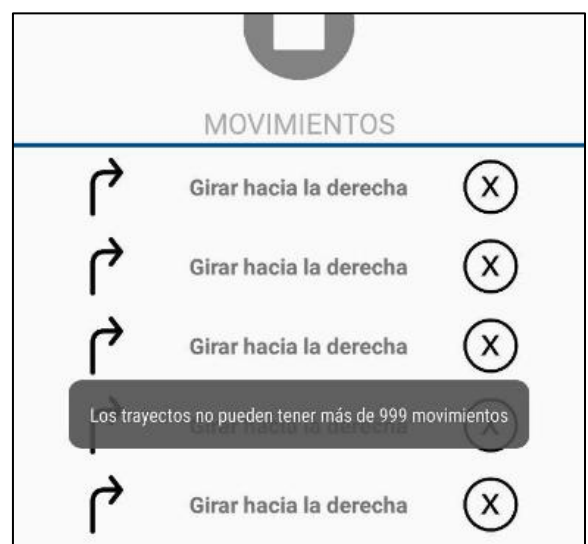 MOVIMIENTOS
Girar hacia la derecha X
Girar hacia la derecha X
Girar hacia la derecha X
Los trayectos no pueden tener más de 999 movimientos
Girar hacia la derecha X